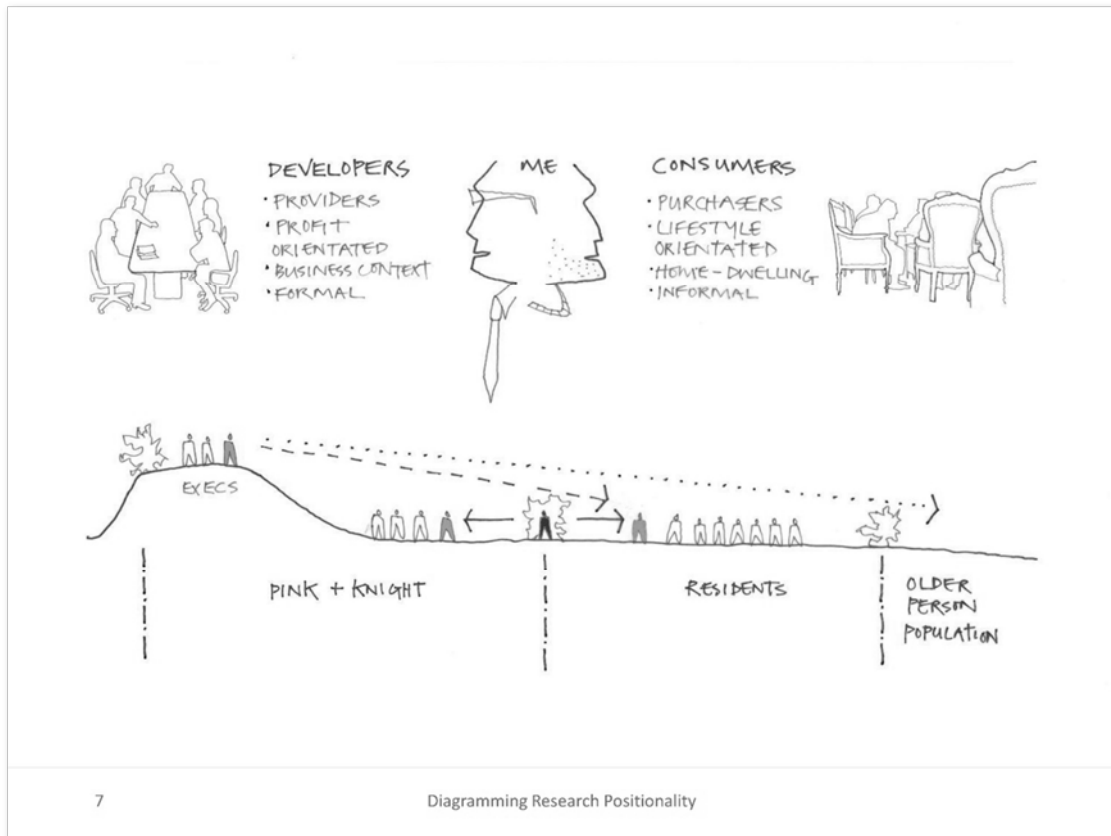 DEVELOPERS
• PROVIDERS
• PROFIT
ORIENTATED
• BUSINESS CONTEXT
• FORMAL
ME
CONSUMERS
• PURCHASERS
• LIFESTYLE
ORIENTATED
• HOME-DWELLING
• INFORMAL
EXECS
PINK + KNIGHT
RESIDENTS
OLDER
PERSON
POPULATION
7
Diagramming Research Positionality